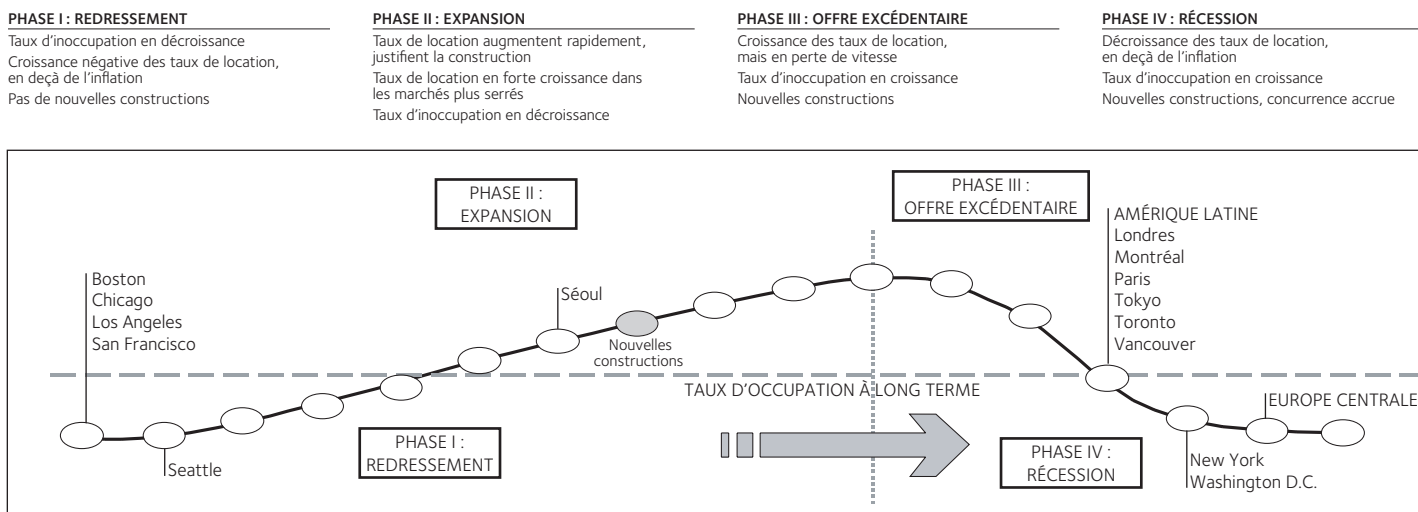 PHASE I : REDRESSEMENT
Taux d’inoccupation en décroissance
Croissance négative des taux de location,
en deçà de l’inflation
Pas de nouvelles constructions
PHASE II : EXPANSION
Taux de location augmentent rapidement,
justifient la construction
Taux de location en forte croissance dans
les marchés plus serrés
Taux d’inoccupation en décroissance
PHASE III : OFFRE EXCÉDENTAIRE
Croissance des taux de location,
mais en perte de vitesse
Taux d’inoccupation en croissance
Nouvelles constructions
PHASE IV : RÉCESSION
Décroissance des taux de location,
en deçà de l’inflation
Taux d’inoccupation en croissance
Nouvelles constructions, concurrence accrue
PHASE II :
EXPANSION
PHASE III :
OFFRE EXCÉDENTAIRE
Boston
Chicago
Los Angeles
San Francisco
Séoul
Nouvelles
constructions
AMÉRIQUE LATINE
Londres
Montréal
Paris
Tokyo
Toronto
Vancouver
TAUX D’OCCUPATION À LONG TERME
EUROPE CENTRALE
Seattle
PHASE I :
REDRESSEMENT
PHASE IV :
RÉCESSION
New York
Washington D.C.